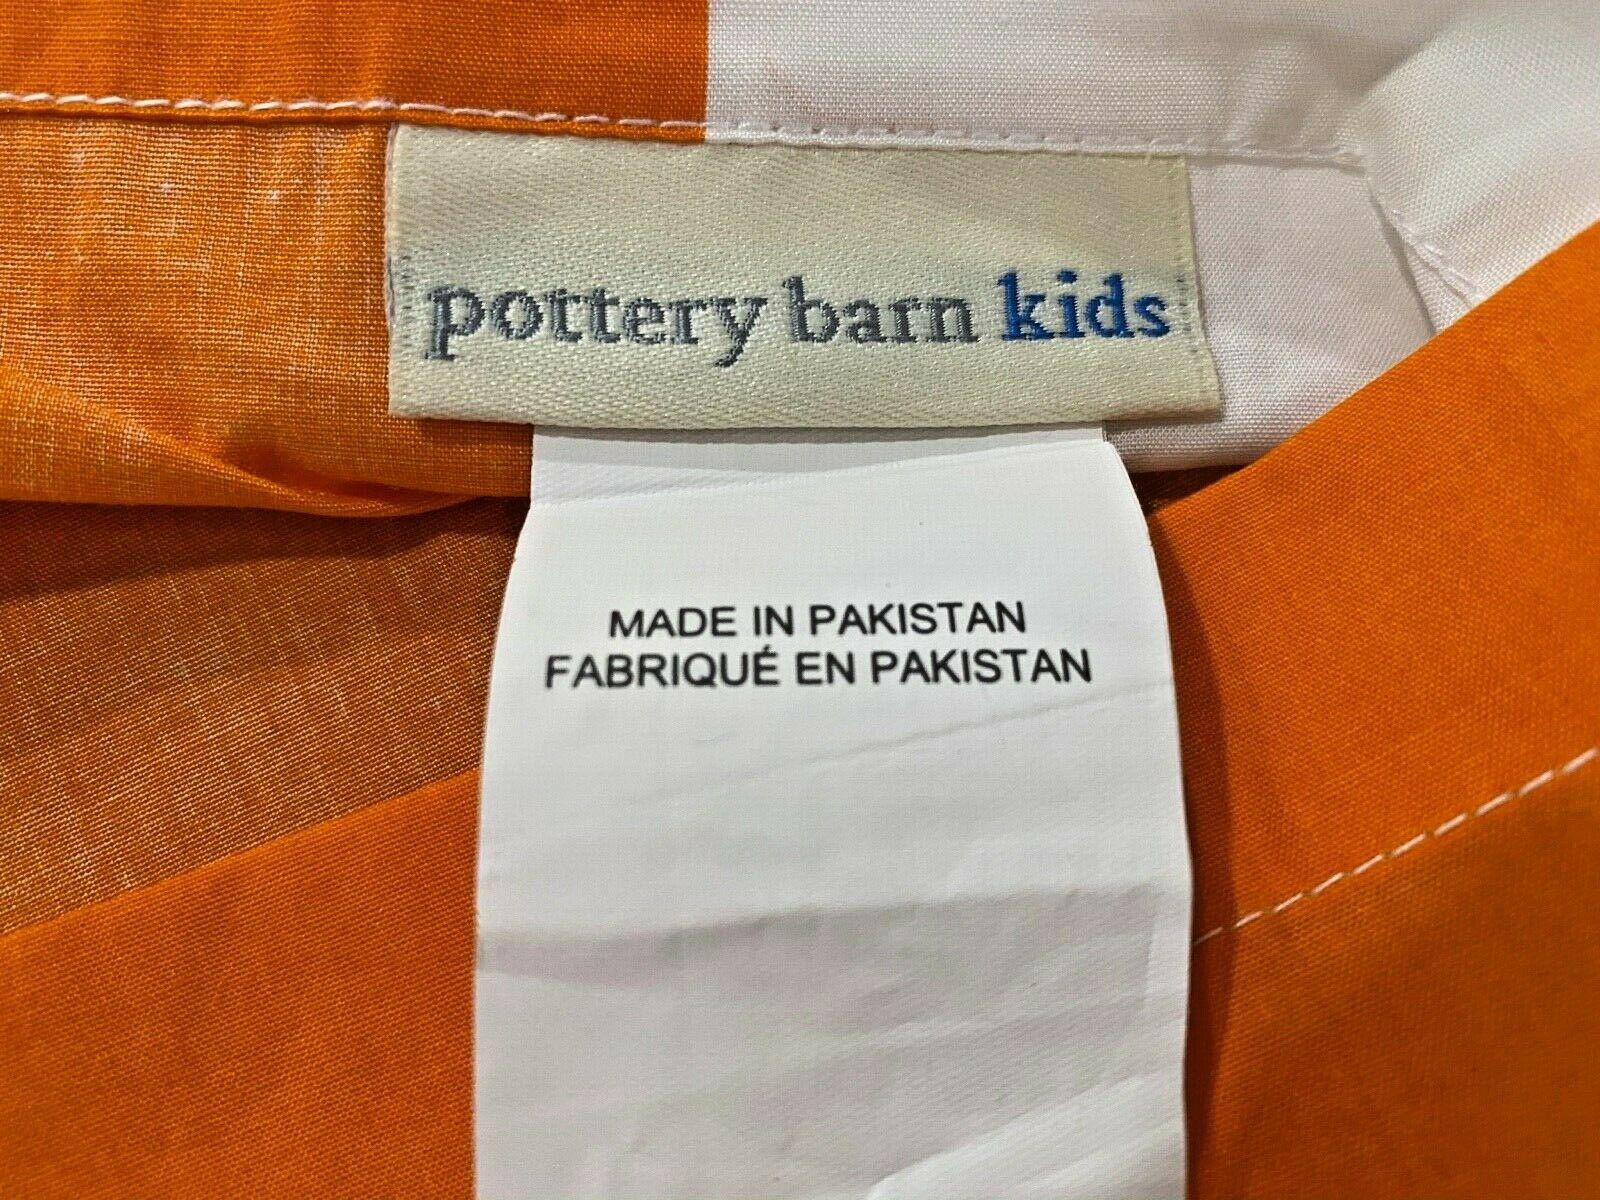 pottery barn kids
MADE IN PAKISTAN
FABRIQUÉ EN PAKISTAN